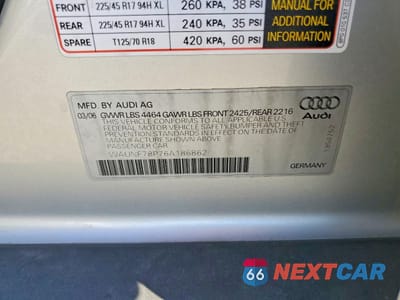 FRONT 225/45 R17 94H XL 260 KPA, 38 PSI
REAR 225/45 R17 94H XL 240 KPA, 35 PSI
SPARE T125/70 R18 420 KPA, 60 PSI
MANUAL FOR
ADDITIONAL
INFORMATION
MFD BY AUDI AG
03/06 GVWR LBS 4464 GAWR LBS FRONT 2425/REAR 2216
THIS VEHICLE CONFORMS TO ALL APPLICABLE U.S.
FEDERAL MOTOR VEHICLE SAFETY, BUMPER AND THEFT
PREVENTION STANDARDS IN EFFECT ON THE DATE OF
MANUFACTURE SHOWN ABOVE
PASSENGER CAR
WAUNF78P76A186862
Audi
GERMANY
66 NEXTCAR